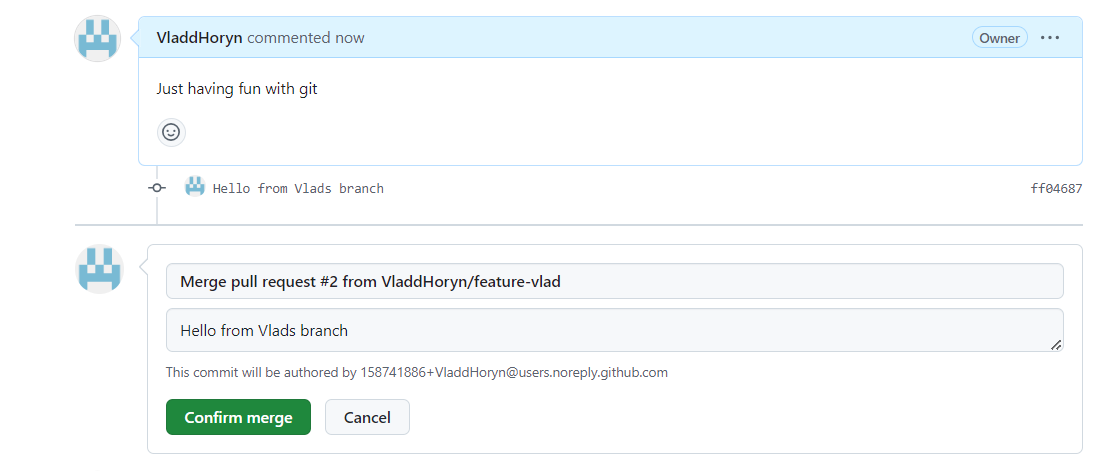 VladdHoryn commented now
Owner
Just having fun with git
Hello from Vlads branch
ff04687
Merge pull request #2 from VladdHoryn/feature-vlad
Hello from Vlads branch
This commit will be authored by 158741886+VladdHoryn@users.noreply.github.com
Confirm merge
Cancel